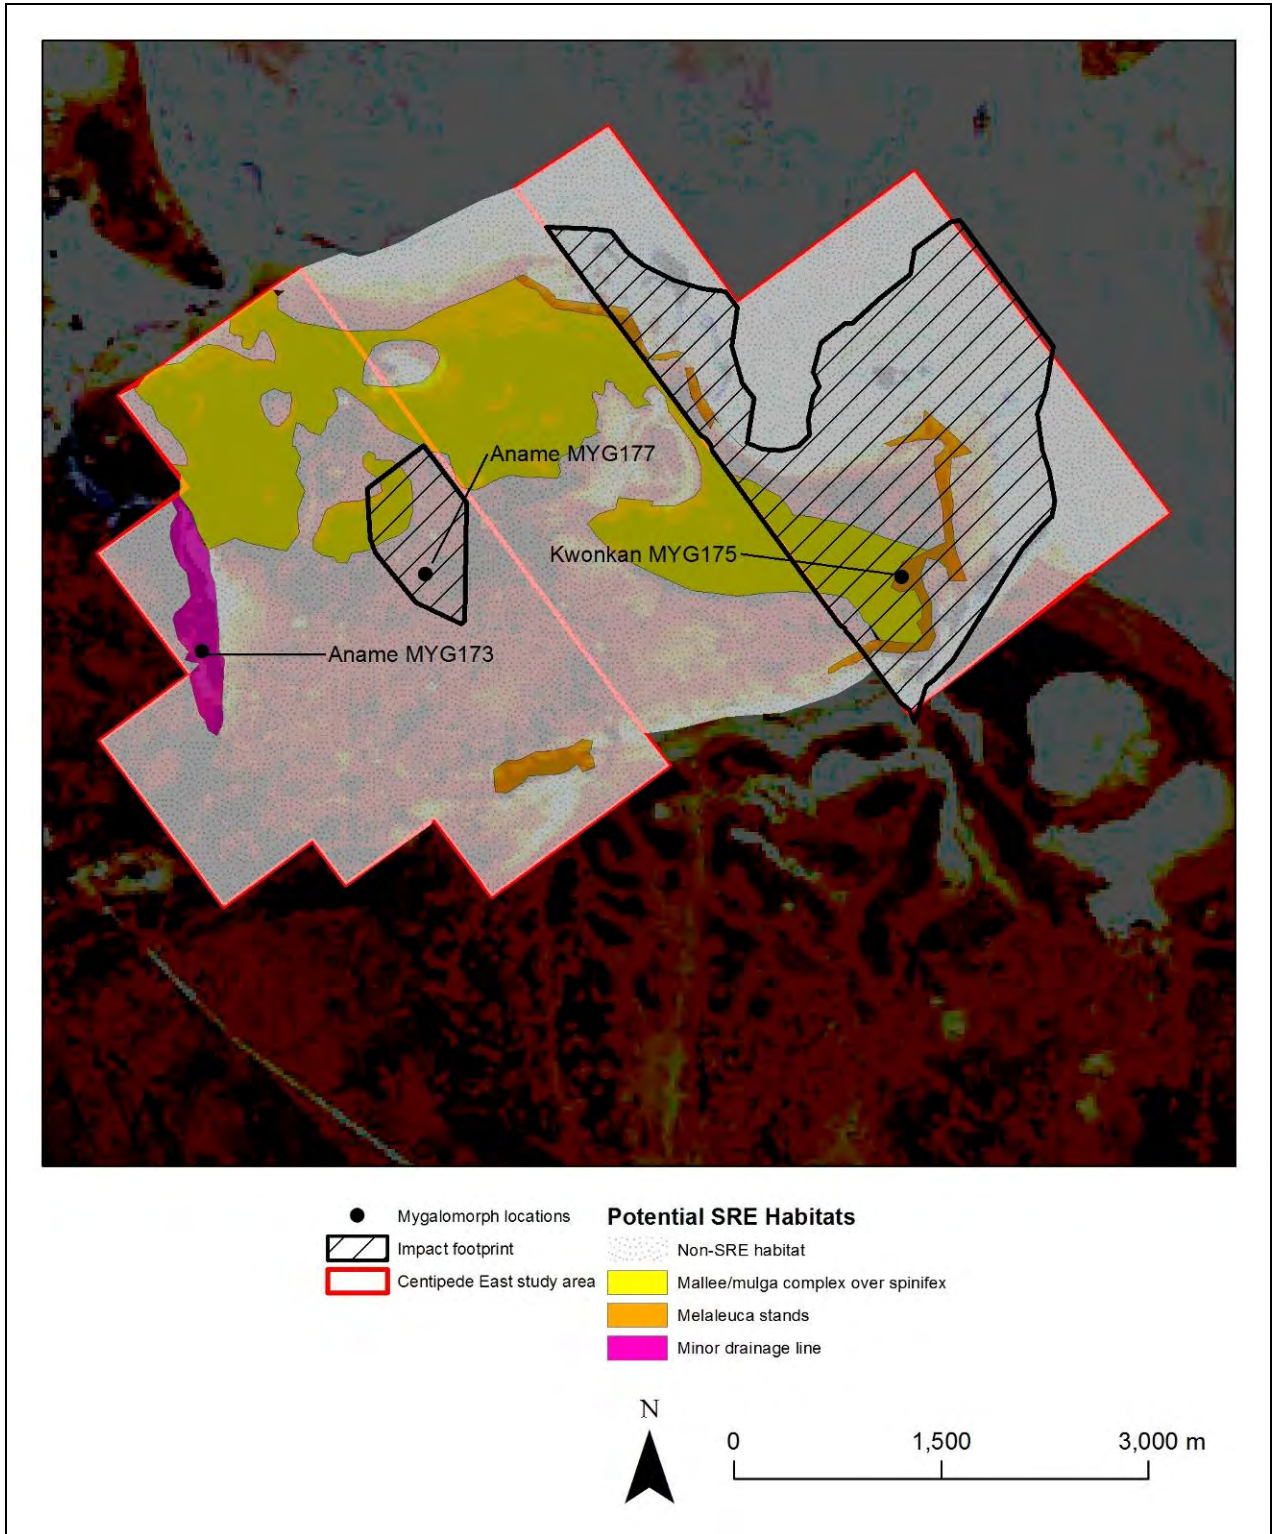 Aname MYG177
Kwonkan MYG175
Aname MYG173
Mygalomorph locations
Impact footprint
Centipede East study area
Potential SRE Habitats
Non-SRE habitat
Mallee/mulga complex over spinifex
Melaleuca stands
Minor drainage line
N
0 1,500 3,000 m